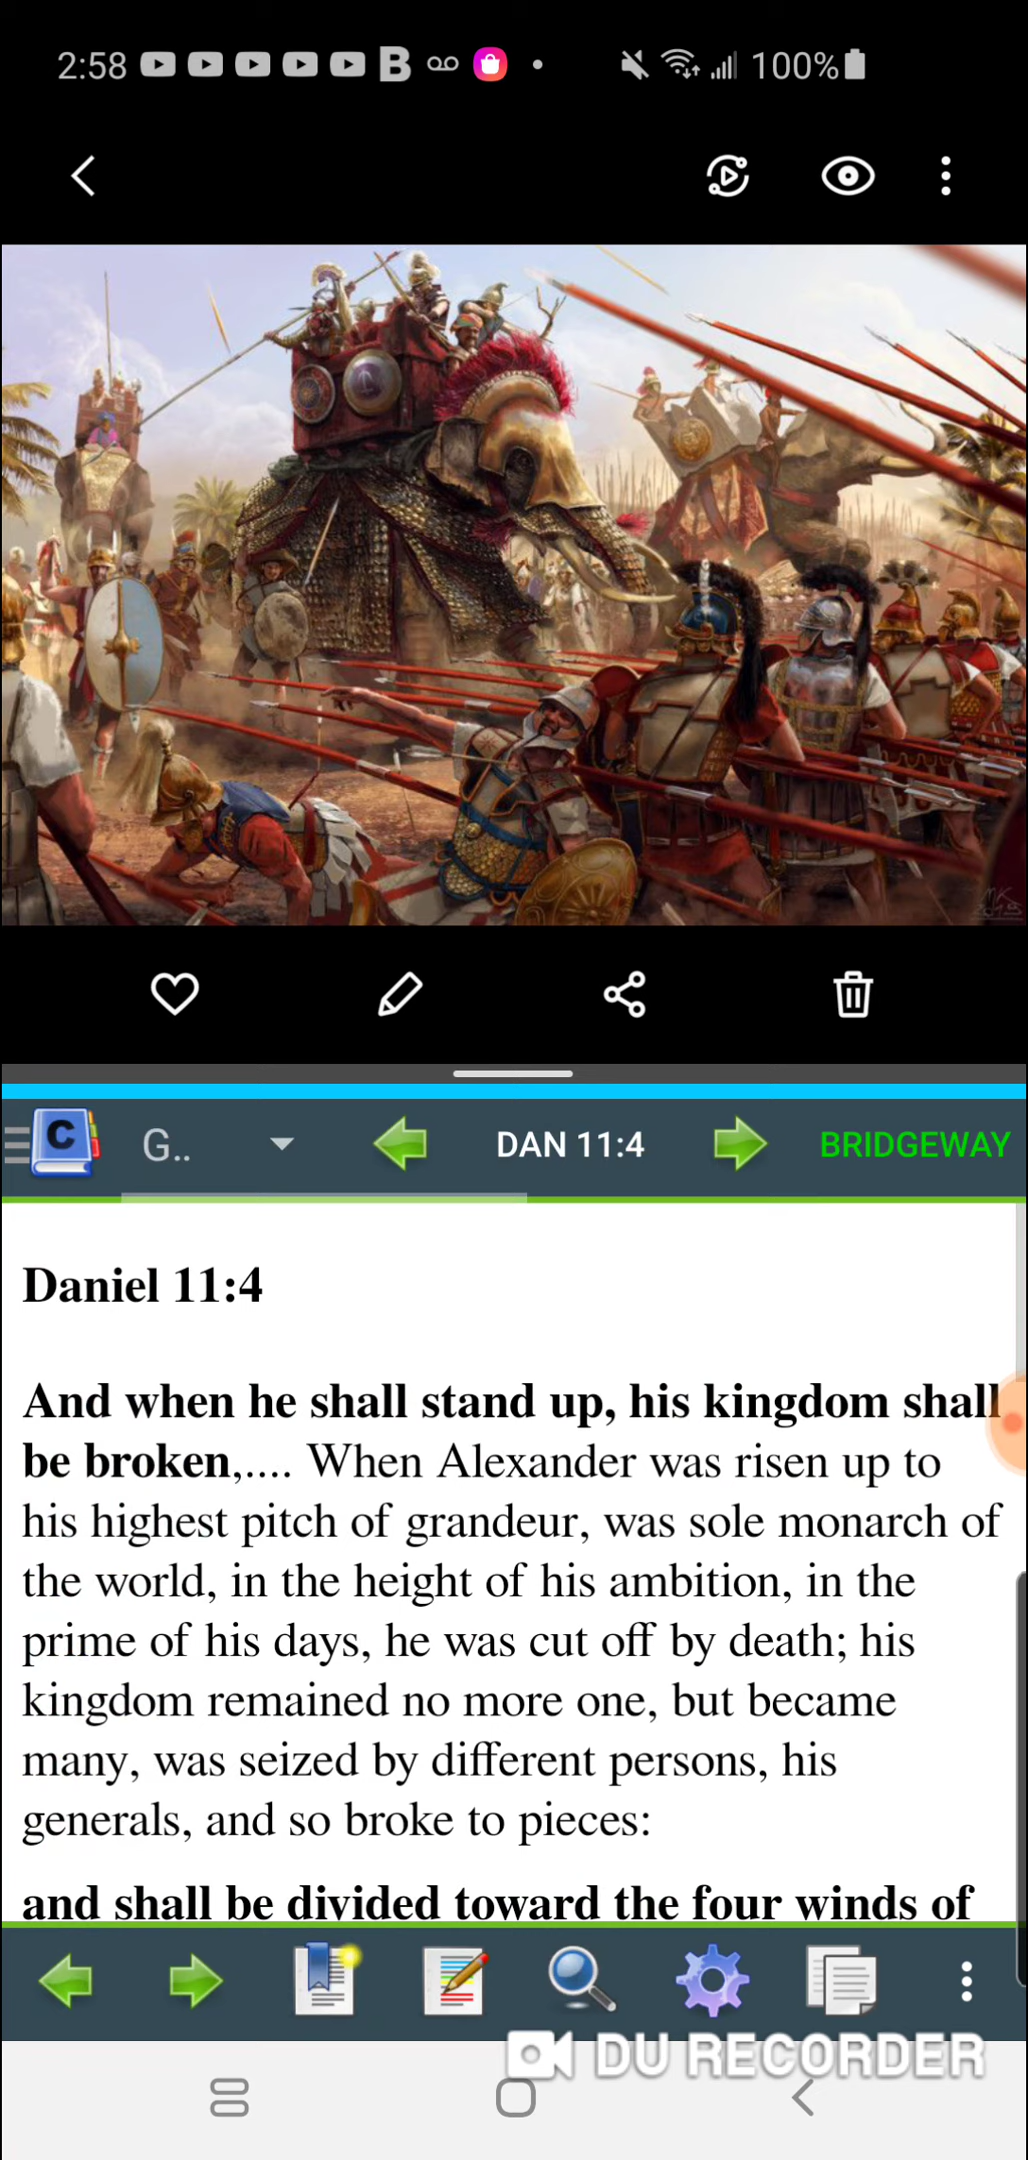 2:58 B 100%
G.. DAN 11:4 BRIDGEWAY
C
Daniel 11:4
And when he shall stand up, his kingdom shall
be broken,.... When Alexander was risen up to
his highest pitch of grandeur, was sole monarch of
the world, in the height of his ambition, in the
prime of his days, he was cut off by death; his
kingdom remained no more one, but became
many, was seized by different persons, his
generals, and so broke to pieces:
and shall be divided toward the four winds of
DU RECORDER